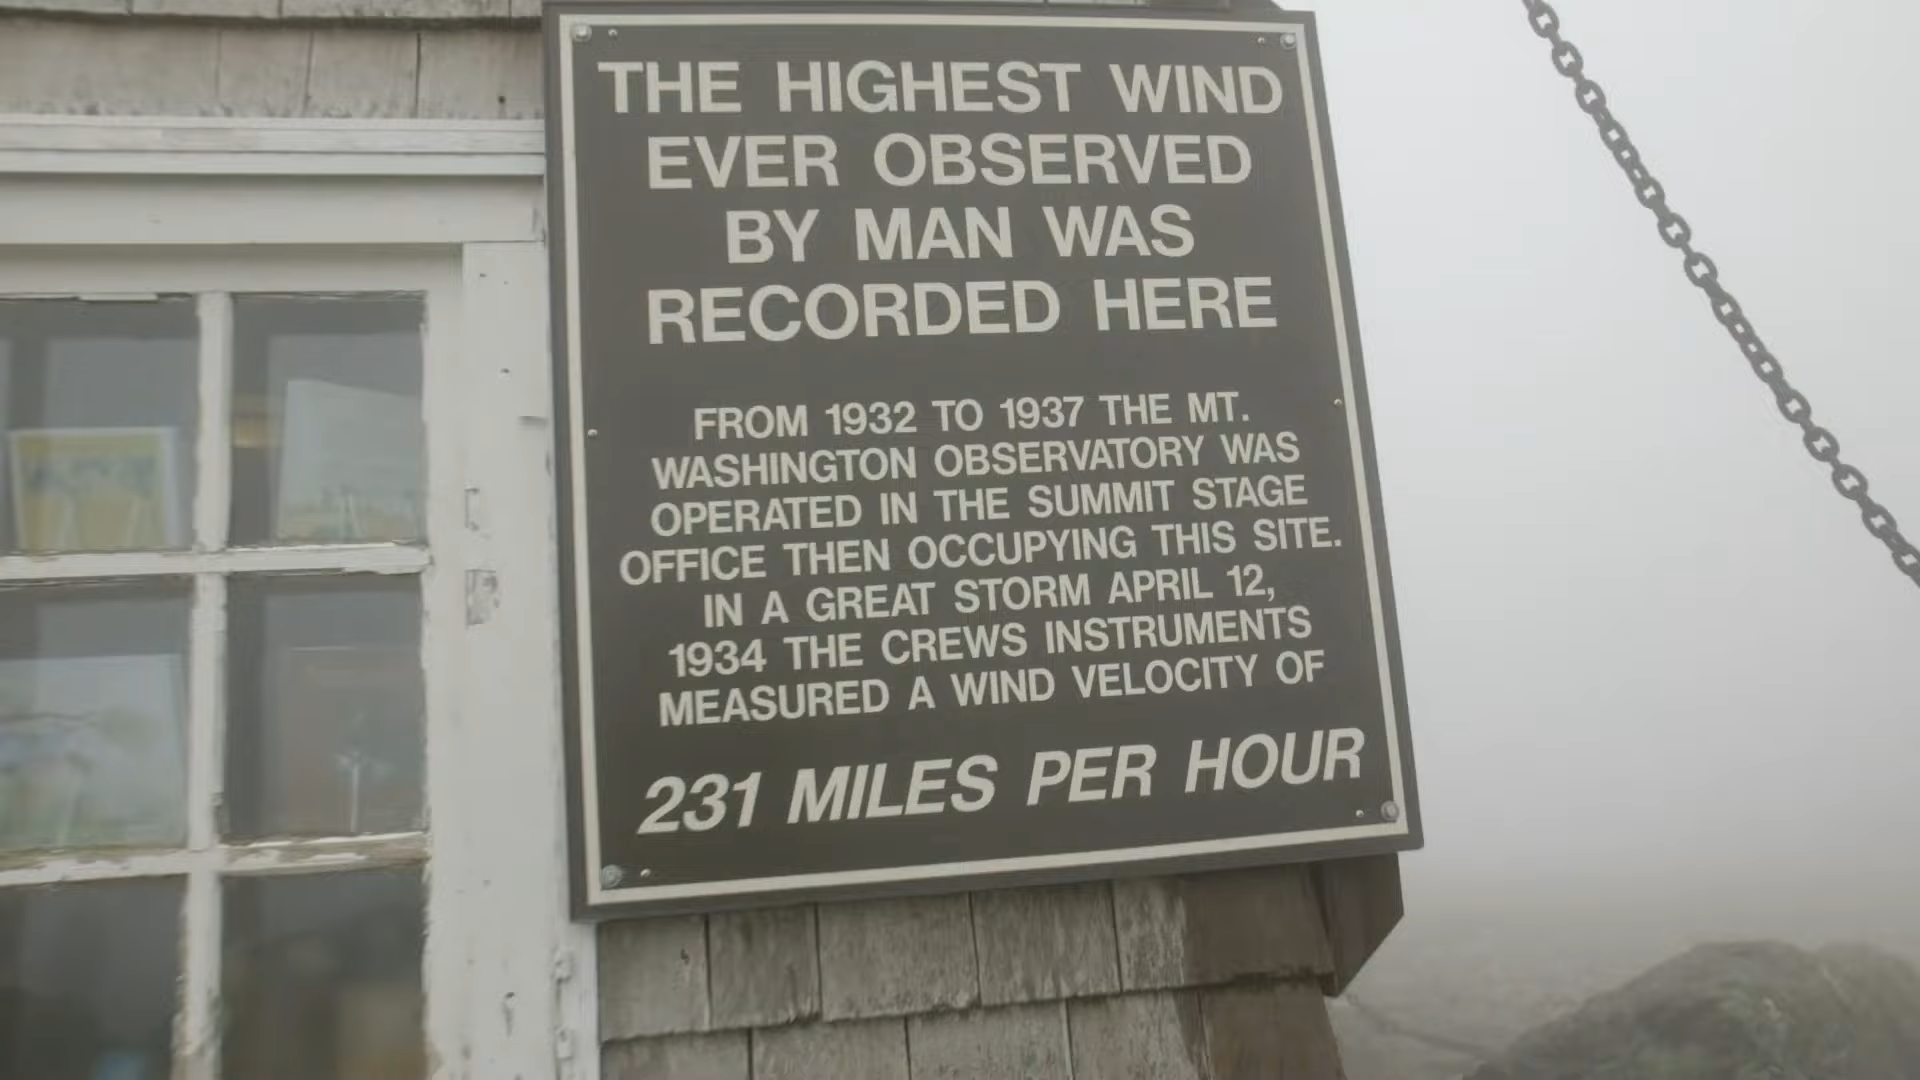 THE HIGHEST WIND
EVER OBSERVED
BY MAN WAS
RECORDED HERE
FROM 1932 TO 1937 THE MT.
WASHINGTON OBSERVATORY WAS
OPERATED IN THE SUMMIT STAGE
OFFICE THEN OCCUPYING THIS SITE.
IN A GREAT STORM APRIL 12,
1934 THE CREWS INSTRUMENTS
MEASURED A WIND VELOCITY OF
231 MILES PER HOUR